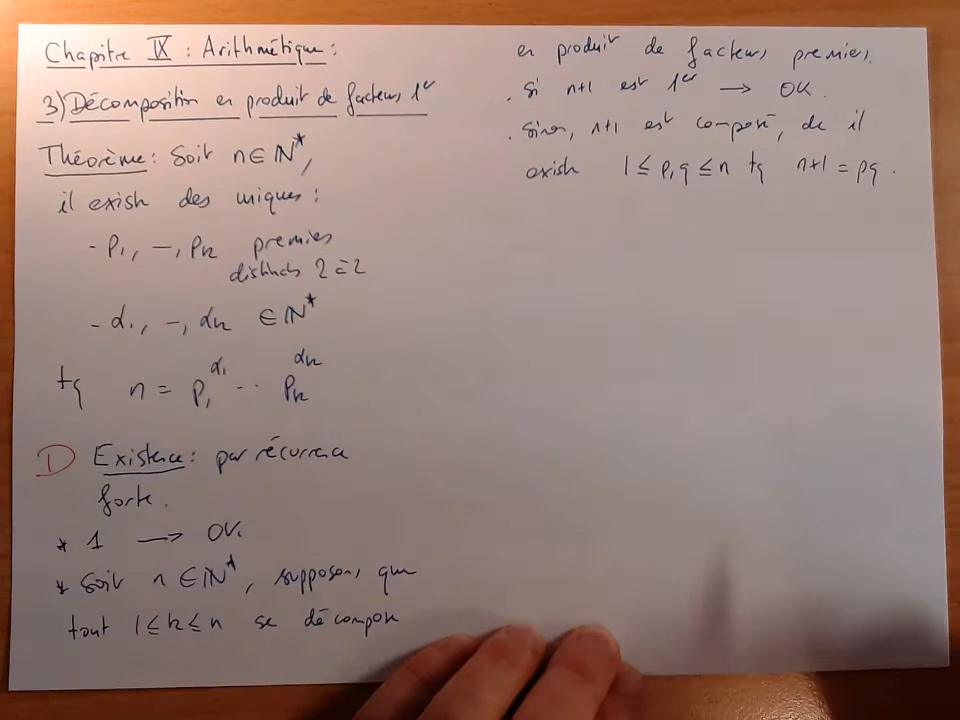 Chapitre IX : Arithmétique :
3) Décomposition en produit de facteurs 1er
Théorème : Soit n ∈ ℕ*,
il existe des uniques :
- p₁, –, pₖ premiers
distincts 2 à 2
- α₁, –, αₖ ∈ ℕ*
tq n = p₁^α₁ ... pₖ^αₖ
D Existence : par récurrence
forte.
* 1 → OK.
* Soit n ∈ ℕ*, supposons que
tout 1 ≤ k ≤ n se décompose
en produit de facteurs premiers.
. Si n+1 est 1er → OK.
. Sinon, n+1 est composé, dc il
existe 1 ≤ p, q ≤ n tq n+1 = pq.